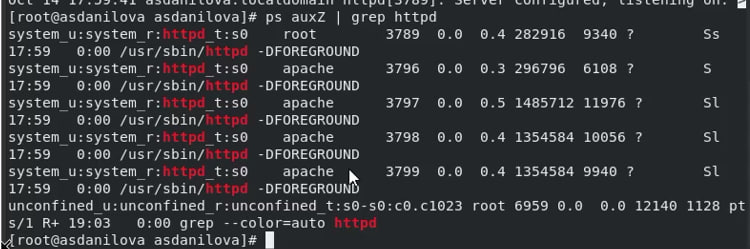 Oct 14 17:59:41 asdanilova.localdomain httpd[3789]: Server configured, listening on: >
[root@asdanilova asdanilova]# ps auxZ | grep httpd
system_u:system_r:httpd_t:s0    root        3789  0.0  0.4 282916  9340 ?        Ss
17:59   0:00 /usr/sbin/httpd -DFOREGROUND
system_u:system_r:httpd_t:s0    apache      3796  0.0  0.3 296796  6108 ?        S
17:59   0:00 /usr/sbin/httpd -DFOREGROUND
system_u:system_r:httpd_t:s0    apache      3797  0.0  0.5 1485712 11976 ?       Sl
17:59   0:00 /usr/sbin/httpd -DFOREGROUND
system_u:system_r:httpd_t:s0    apache      3798  0.0  0.4 1354584 10056 ?       Sl
17:59   0:00 /usr/sbin/httpd -DFOREGROUND
system_u:system_r:httpd_t:s0    apache      3799  0.0  0.4 1354584 9940 ?        Sl
17:59   0:00 /usr/sbin/httpd -DFOREGROUND
unconfined_u:unconfined_r:unconfined_t:s0-s0:c0.c1023 root 6959 0.0  0.0 12140 1128 pt
s/1 R+ 19:03   0:00 grep --color=auto httpd
[root@asdanilova asdanilova]#